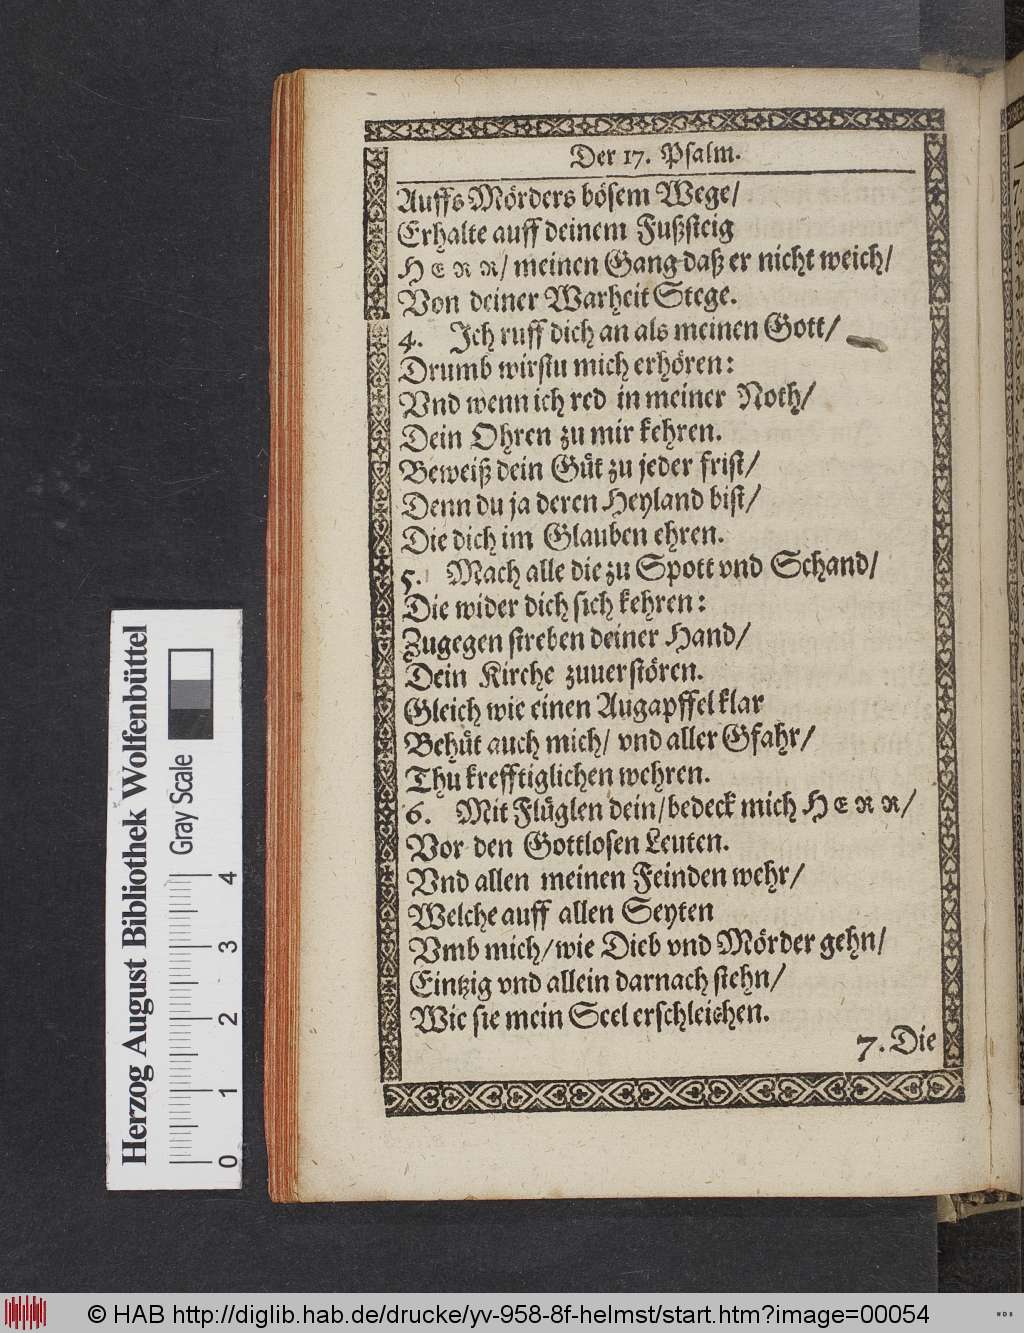 Der 17. Psalm.
Auffs Mörders bösem Wege/
Erhalte auff deinem Fußsteig
HERR/ meinen Gang daß er nicht weich/
Von deiner Warheit Stege.
4. Ich ruff dich an als meinen Gott/
Drumb wirstu mich erhören:
Vnd wenn ich red in meiner Noth/
Dein Ohren zu mir kehren.
Beweiß dein Güt zu jeder frist/
Denn du ja deren Heyland bist/
Die dich im Glauben ehren.
5. Mach alle die zu Spott vnd Schand/
Die wider dich sich kehren:
Zugegen streben deiner Hand/
Dein Kirche zuuerstören.
Gleich wie einen Augapffel klar
Behüt auch mich/ vnd aller Gfahr/
Thu krefftiglichen wehren.
6. Mit Flüglen dein/ bedeck mich HERR/
Vor den Gottlosen Leuten.
Vnd allen meinen Feinden wehr/
Welche auff allen Seyten
Vmb mich/ wie Dieb vnd Mörder gehn/
Eintzig vnd allein darnach stehn/
Wie sie mein Seel erschleichen.
7. Die
Herzog August Bibliothek Wolfenbüttel
Gray Scale
0 1 2 3 4
© HAB http://diglib.hab.de/drucke/yv-958-8f-helmst/start.htm?image=00054